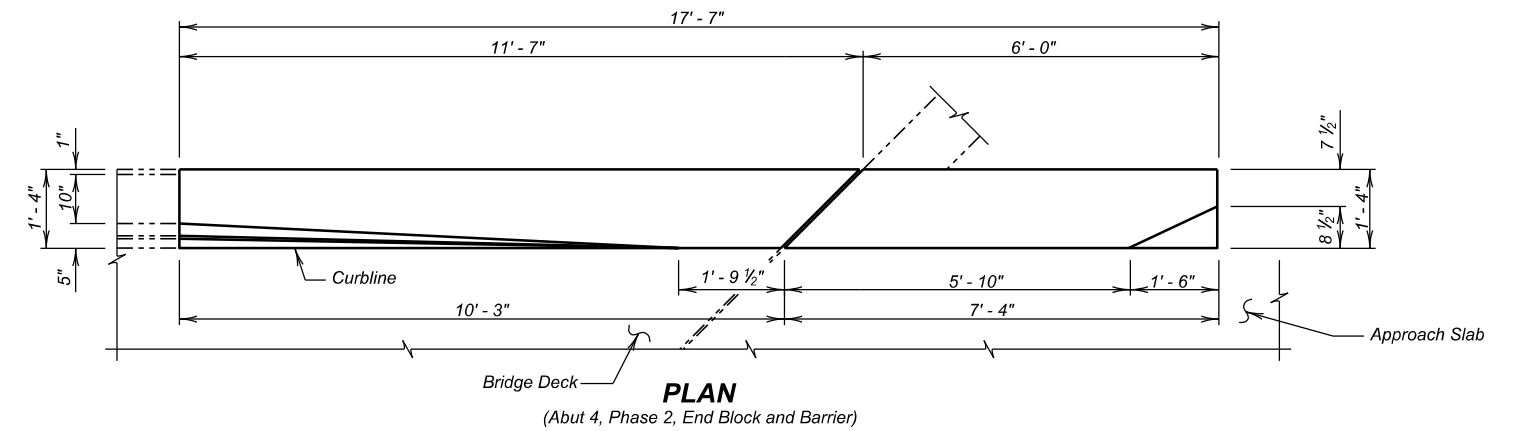 17' - 7"
11' - 7"
6' - 0"
1"
10"
1' - 4"
5"
7 ½"
1' - 4"
8 ½"
Curbline
1' - 9 ½"
5' - 10"
1' - 6"
10' - 3"
7' - 4"
Approach Slab
Bridge Deck
PLAN
(Abut 4, Phase 2, End Block and Barrier)